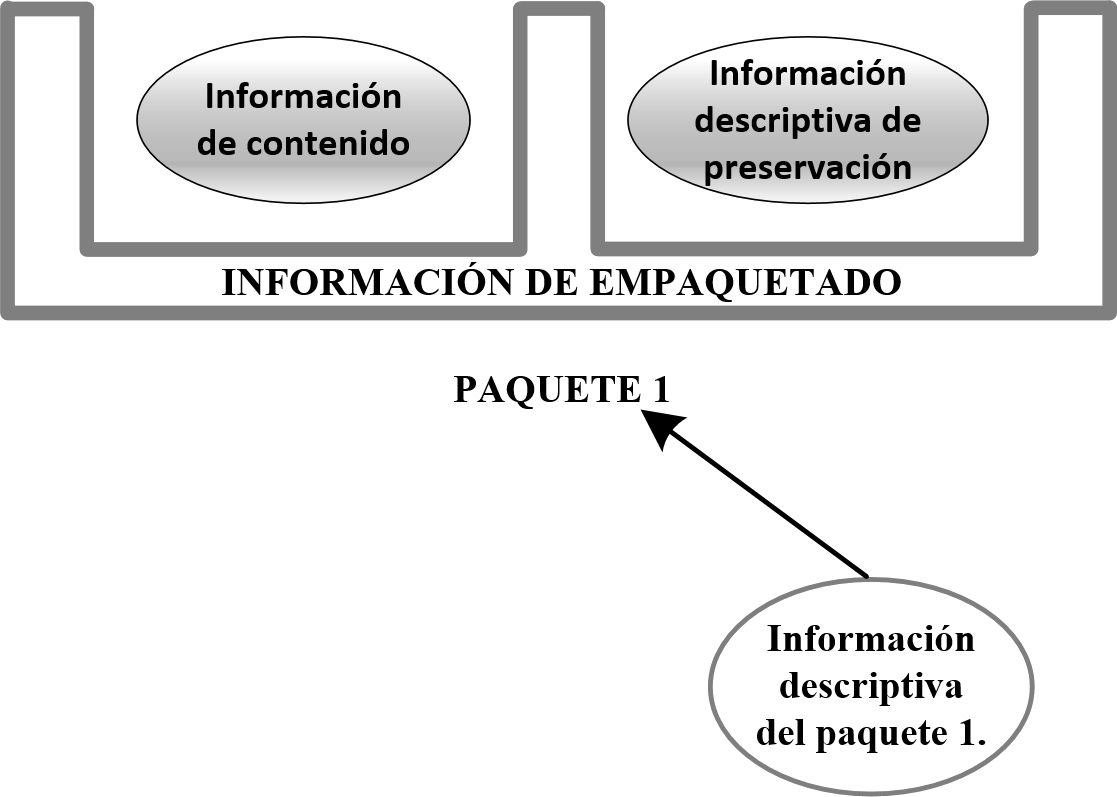 Información
de contenido
Información
descriptiva de
preservación
INFORMACIÓN DE EMPAQUETADO
PAQUETE 1
Información
descriptiva
del paquete 1.